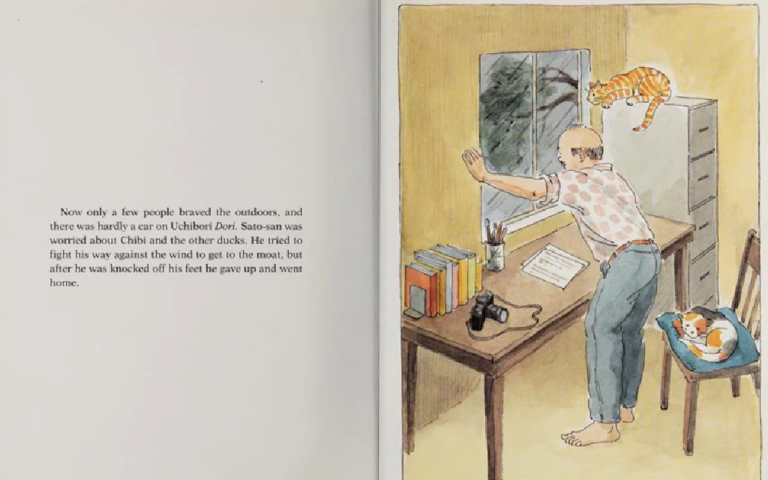 Now only a few people braved the outdoors, and
there was hardly a car on Uchibori Dori. Sato-san was
worried about Chibi and the other ducks. He tried to
fight his way against the wind to get to the moat, but
after he was knocked off his feet he gave up and went
home.